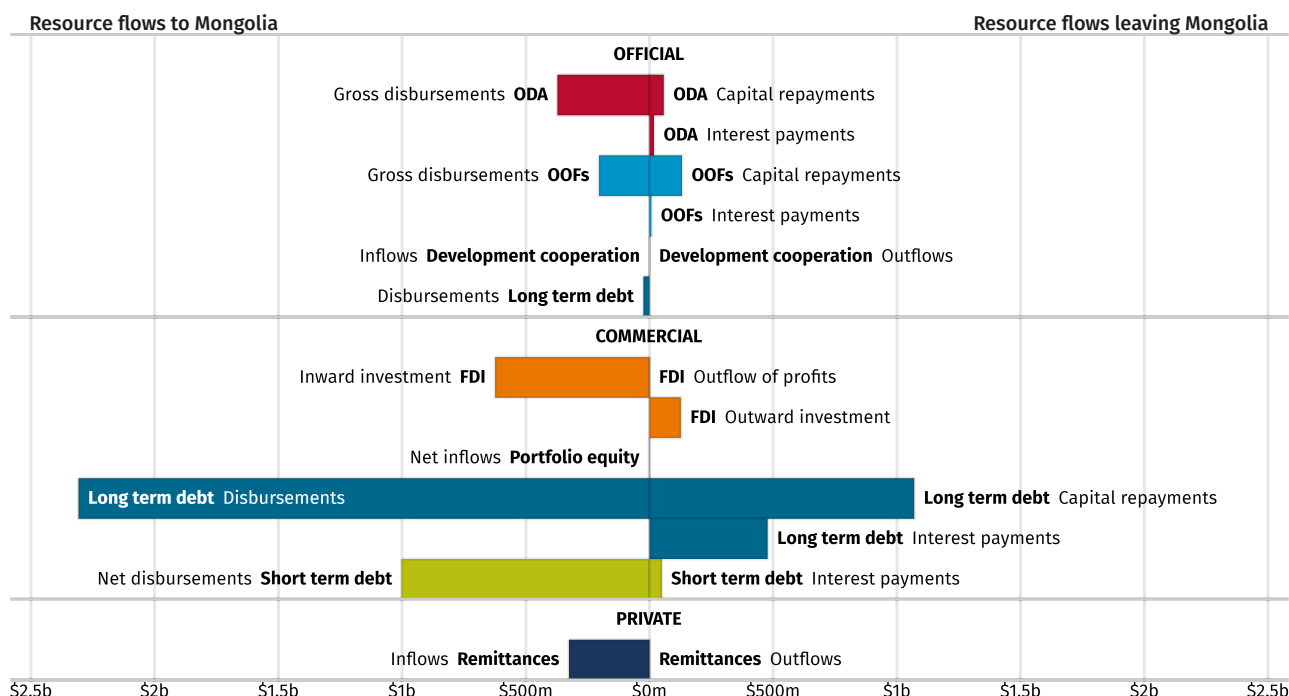 Resource flows to Mongolia Resource flows leaving Mongolia
OFFICIAL
Gross disbursements ODA ODA Capital repayments
ODA Interest payments
Gross disbursements OOFs OOFs Capital repayments
OOFs Interest payments
Inflows Development cooperation Development cooperation Outflows
Disbursements Long term debt
COMMERCIAL
Inward investment FDI FDI Outflow of profits
FDI Outward investment
Net inflows Portfolio equity
Long term debt Disbursements Long term debt Capital repayments
Long term debt Interest payments
Net disbursements Short term debt Short term debt Interest payments
PRIVATE
Inflows Remittances Remittances Outflows
$2.5b $2b $1.5b $1b $500m $0m $500m $1b $1.5b $2b $2.5b